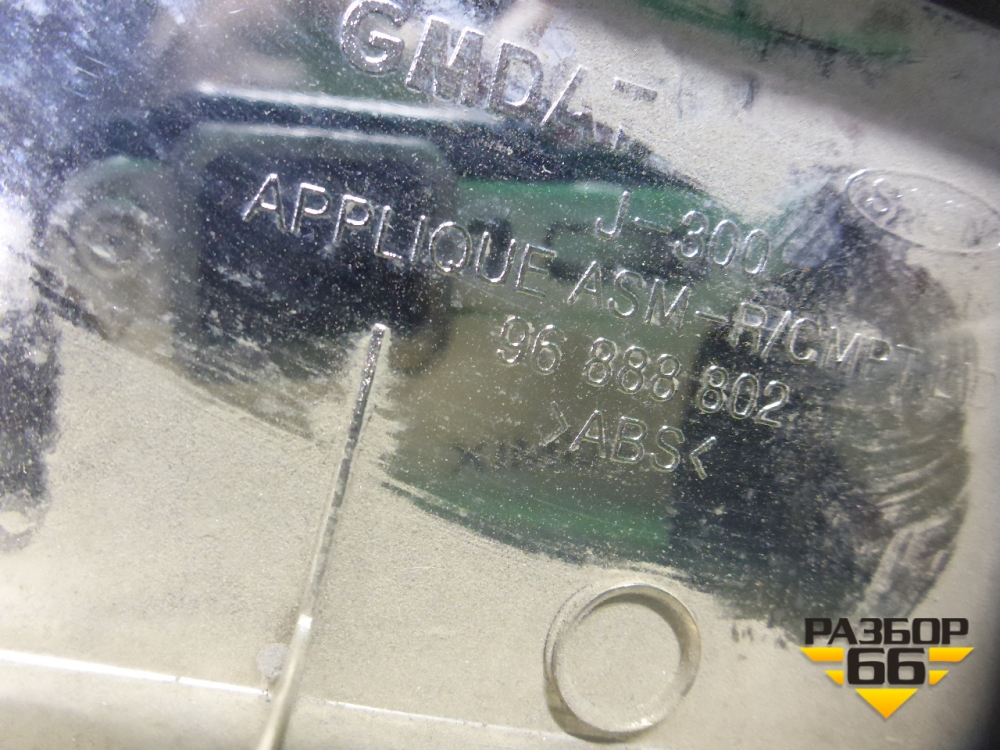 GMDAT
J-300
APPLIQUE ASM-R/CMPT
96 888 802
>ABS<
РАЗБОР
66